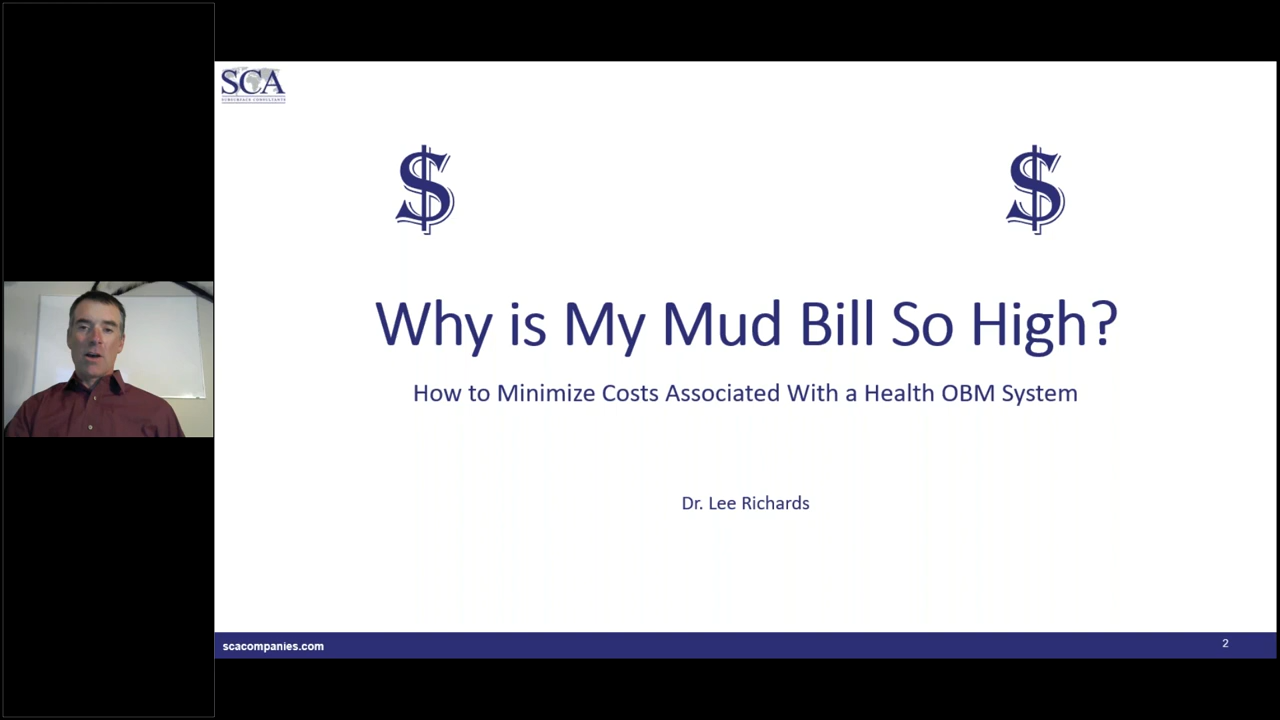 SCA
$ $
Why is My Mud Bill So High?
How to Minimize Costs Associated With a Health OBM System
Dr. Lee Richards
scacompanies.com
2